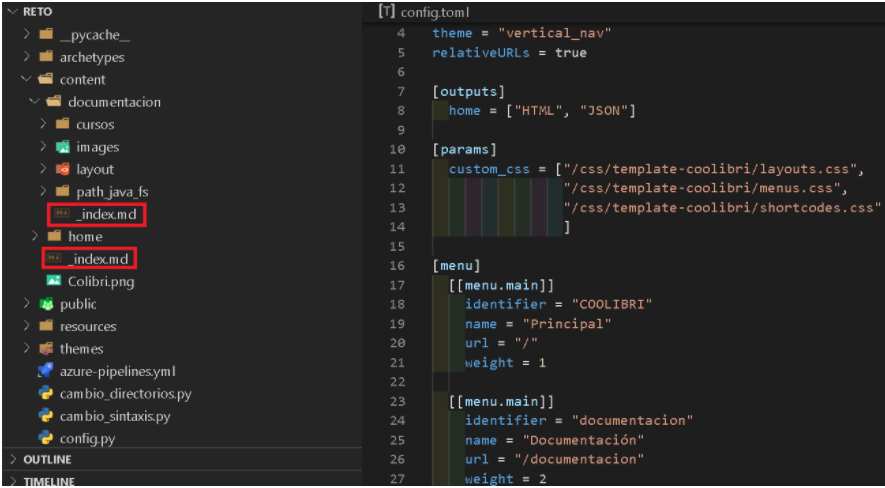 RETO
__pycache__
archetypes
content
documentacion
cursos
images
layout
path_java_fs
_index.md
home
_index.md
Colibri.png
public
resources
themes
azure-pipelines.yml
cambio_directorios.py
cambio_sintaxis.py
config.py
OUTLINE
TIMELINE
[T] config.toml
4 theme = "vertical_nav"
5 relativeURLs = true
6
7 [outputs]
8 home = ["HTML", "JSON"]
9
10 [params]
11 custom_css = ["/css/template-coolibri/layouts.css",
12 "/css/template-coolibri/menus.css",
13 "/css/template-coolibri/shortcodes.css"
14 ]
15
16 [menu]
17 [[menu.main]]
18 identifier = "COOLIBRI"
19 name = "Principal"
20 url = "/"
21 weight = 1
22
23 [[menu.main]]
24 identifier = "documentacion"
25 name = "Documentación"
26 url = "/documentacion"
27 weight = 2